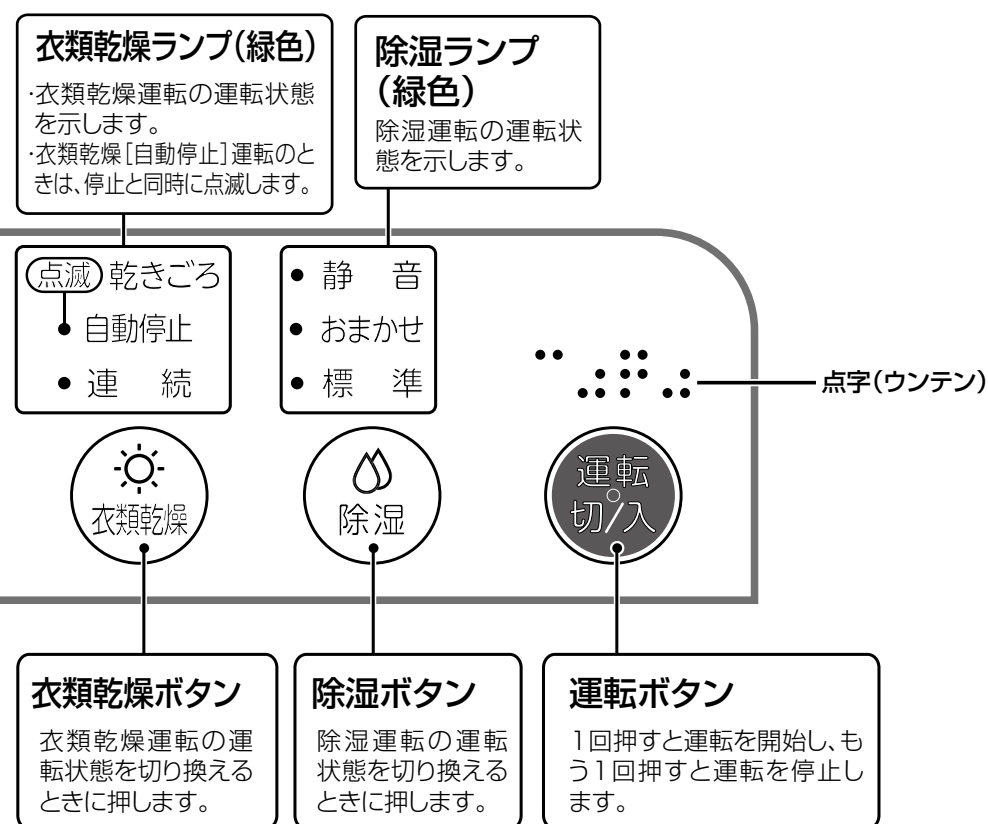 衣類乾燥ランプ(緑色)
・衣類乾燥運転の運転状態
を示します。
・衣類乾燥[自動停止]運転のと
きは、停止と同時に点滅します。
除湿ランプ
(緑色)
除湿運転の運転状
態を示します。
点滅 乾きごろ
• 自動停止
• 連 続
• 静 音
• おまかせ
• 標 準
点字(ウンテン)
衣類乾燥
除湿
運転
切/入
衣類乾燥ボタン
衣類乾燥運転の運
転状態を切り換える
ときに押します。
除湿ボタン
除湿運転の運転
状態を切り換える
ときに押します。
運転ボタン
1回押すと運転を開始し、も
う1回押すと運転を停止し
ます。